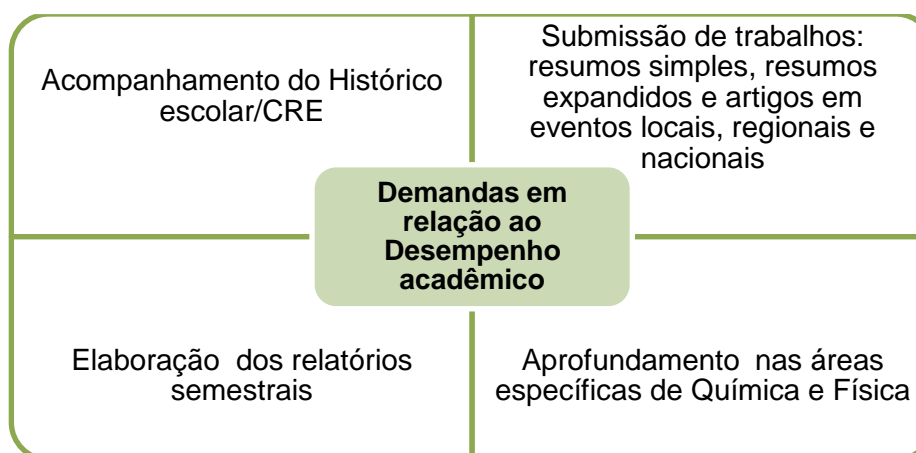 Acompanhamento do Histórico
escolar/CRE
Submissão de trabalhos:
resumos simples, resumos
expandidos e artigos em
eventos locais, regionais e
nacionais
Demandas em
relação ao
Desempenho
acadêmico
Elaboração dos relatórios
semestrais
Aprofundamento nas áreas
específicas de Química e Física